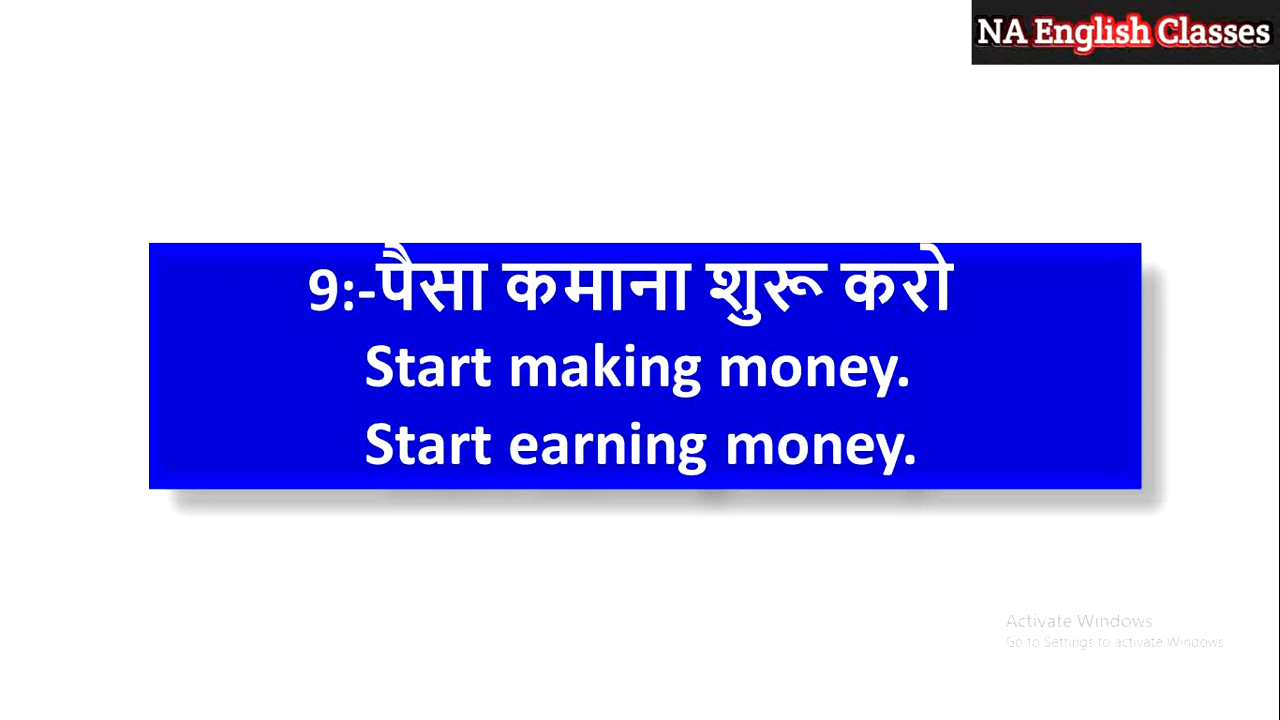 NA English Classes
9:-पैसा कमाना शुरू करो
Start making money.
Start earning money.
Activate Windows
Go to Settings to activate Windows.